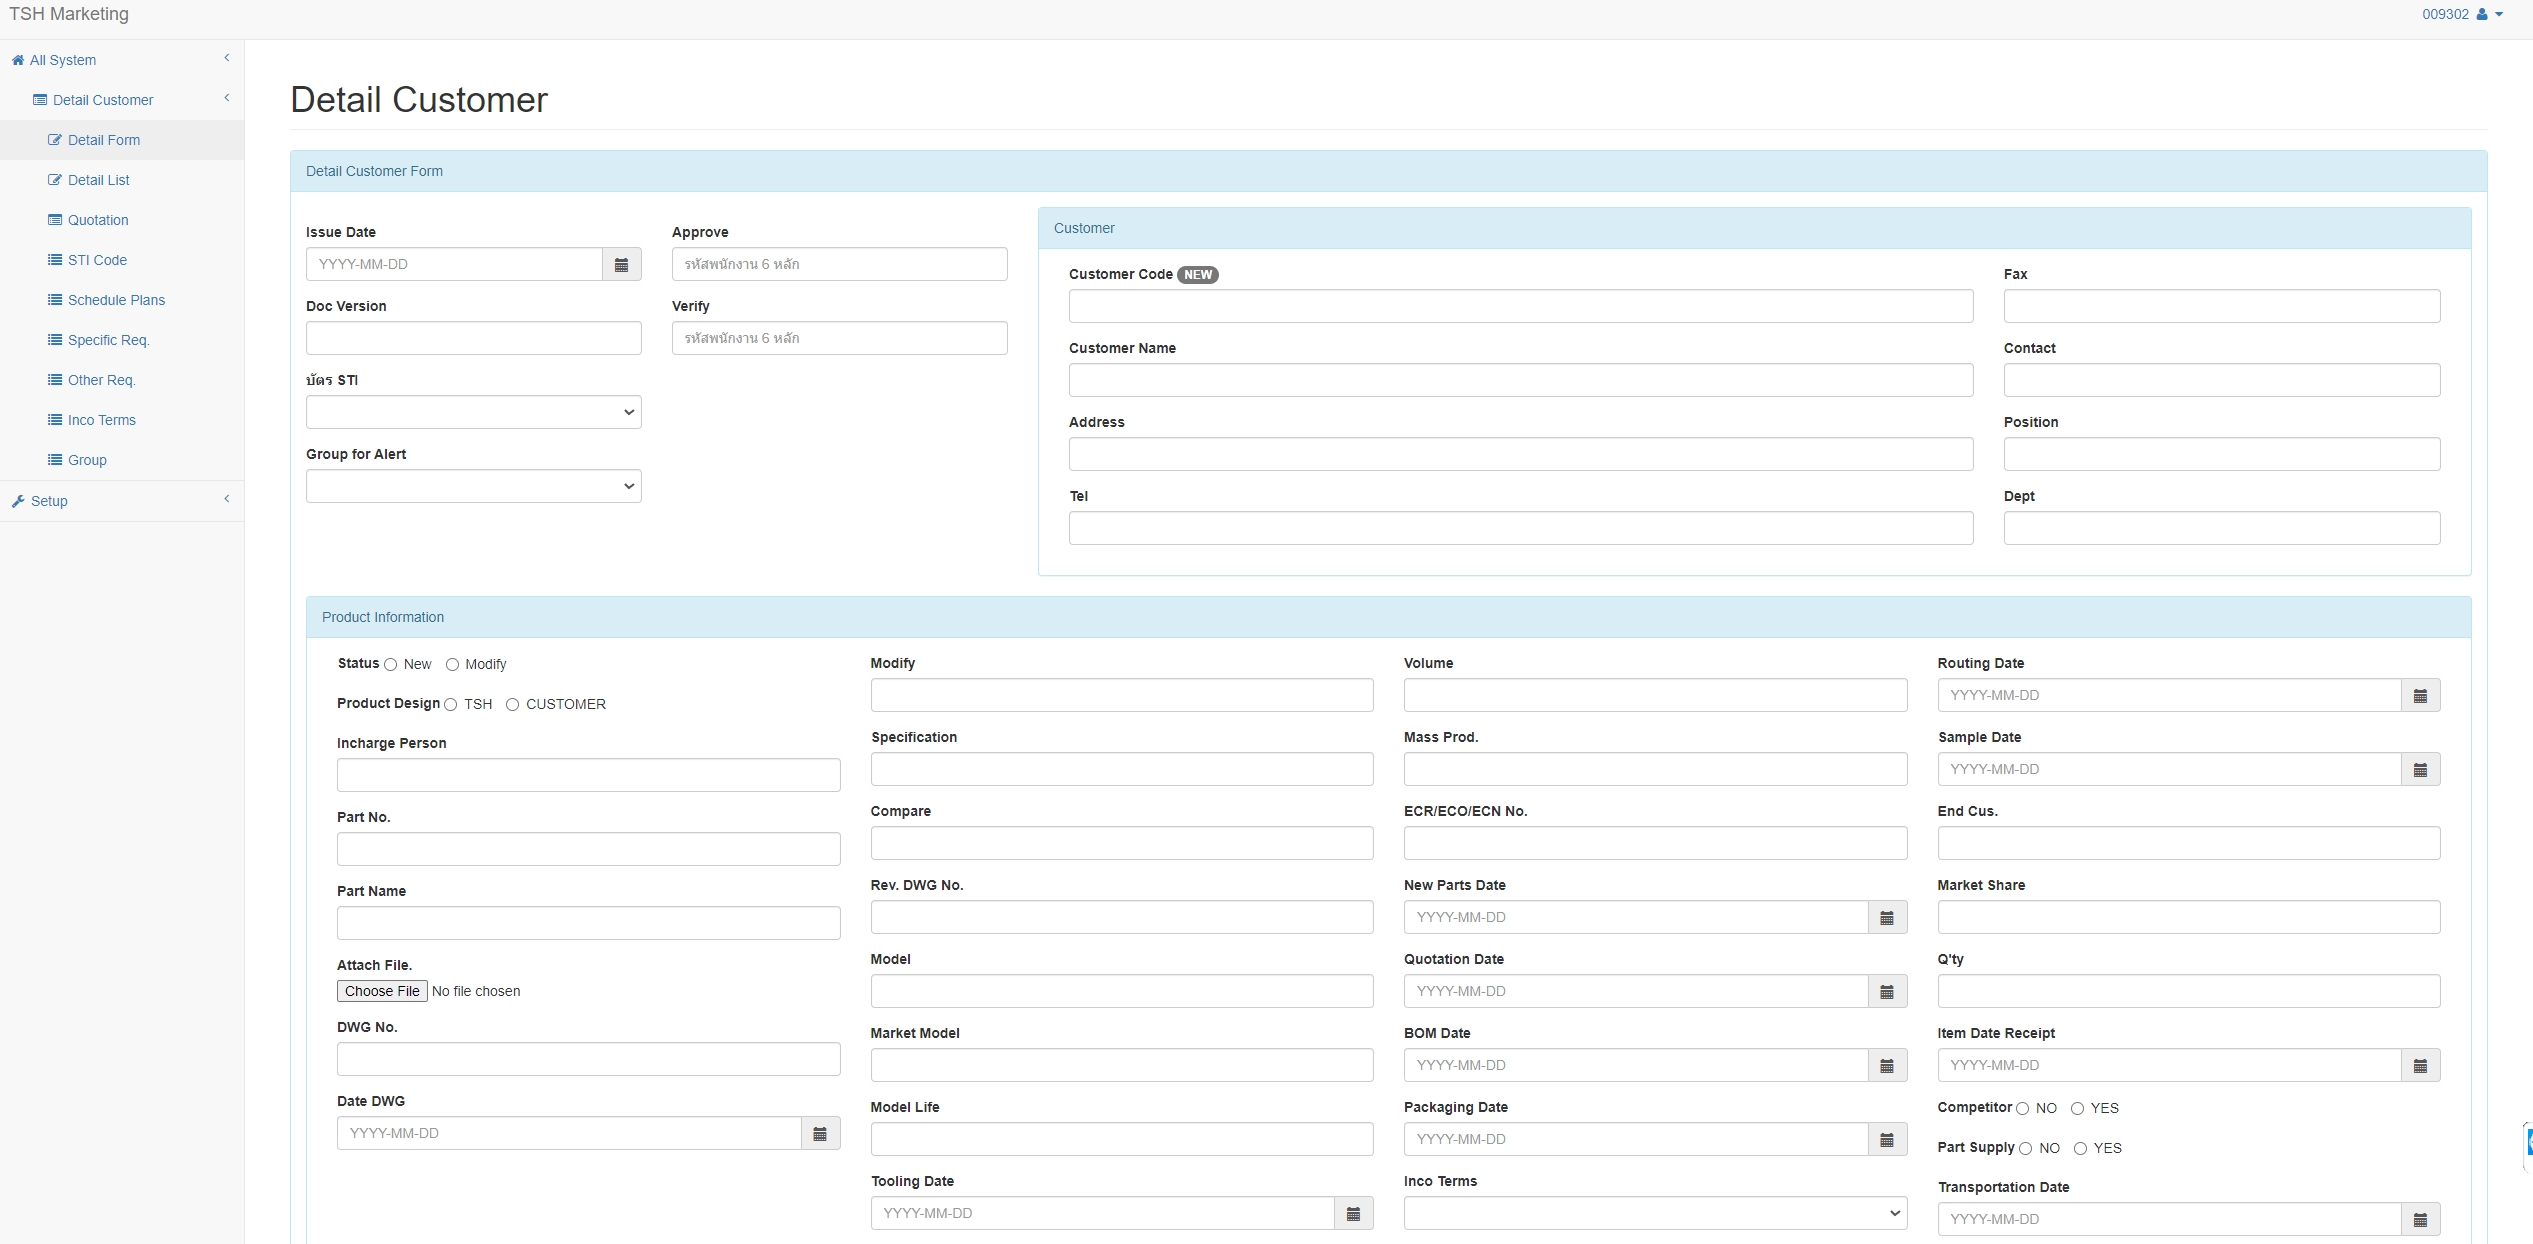 TSH Marketing
009302
All System
Detail Customer
Detail Form
Detail List
Quotation
STI Code
Schedule Plans
Specific Req.
Other Req.
Inco Terms
Group
Setup
Detail Customer
Detail Customer Form
Issue Date
YYYY-MM-DD
Doc Version
บัตร STI
Group for Alert
Approve
รหัสพนักงาน 6 หลัก
Verify
รหัสพนักงาน 6 หลัก
Customer
Customer Code NEW
Customer Name
Address
Tel
Fax
Contact
Position
Dept
Product Information
Status New Modify
Product Design TSH CUSTOMER
Incharge Person
Part No.
Part Name
Attach File.
Choose File No file chosen
DWG No.
Date DWG
YYYY-MM-DD
Modify
Specification
Compare
Rev. DWG No.
Model
Market Model
Model Life
Tooling Date
YYYY-MM-DD
Volume
Mass Prod.
ECR/ECO/ECN No.
New Parts Date
YYYY-MM-DD
Quotation Date
YYYY-MM-DD
BOM Date
YYYY-MM-DD
Packaging Date
YYYY-MM-DD
Inco Terms
Routing Date
YYYY-MM-DD
Sample Date
YYYY-MM-DD
End Cus.
Market Share
Q'ty
Item Date Receipt
YYYY-MM-DD
Competitor NO YES
Part Supply NO YES
Transportation Date
YYYY-MM-DD